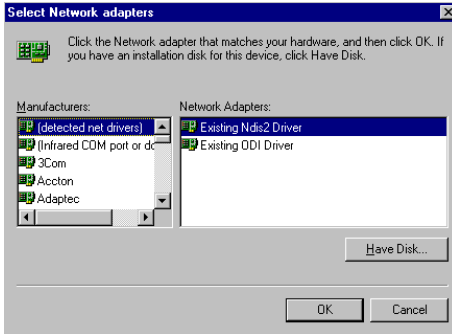 Select Network adapters
Click the Network adapter that matches your hardware, and then click OK. If
you have an installation disk for this device, click Have Disk.
Manufacturers:
(detected net drivers)
(Infrared COM port or dc
3Com
Accton
Adaptec
Network Adapters:
Existing Ndis2 Driver
Existing ODI Driver
Have Disk...
OK
Cancel